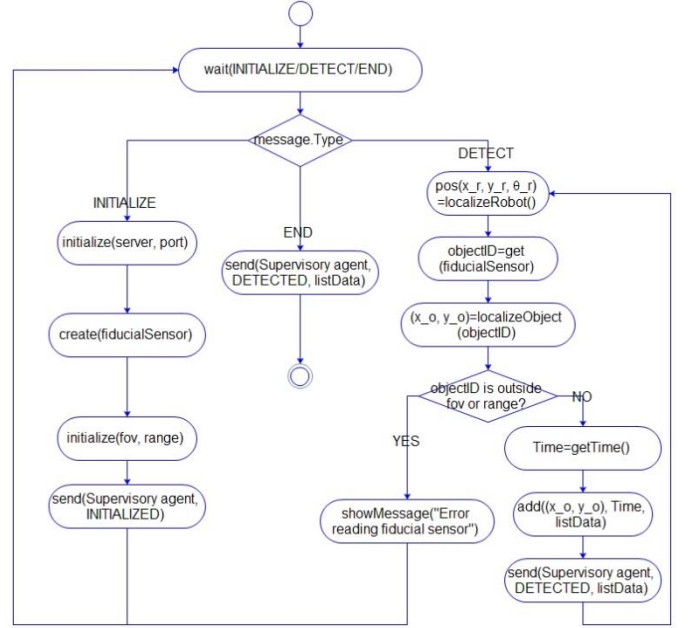 wait(INITIALIZE/DETECT/END)
message.Type
DETECT
INITIALIZE
END
pos(x_r, y_r, θ_r)
=localizeRobot()
initialize(server, port)
objectID=get
(fiducialSensor)
send(Supervisory agent,
DETECTED, listData)
create(fiducialSensor)
(x_o, y_o)=localizeObject
(objectID)
objectID is outside
fov or range?
NO
YES
initialize(fov, range)
Time=getTime()
send(Supervisory agent,
INITIALIZED)
showMessage("Error
reading fiducial sensor")
add((x_o, y_o), Time,
listData)
send(Supervisory agent,
DETECTED, listData)